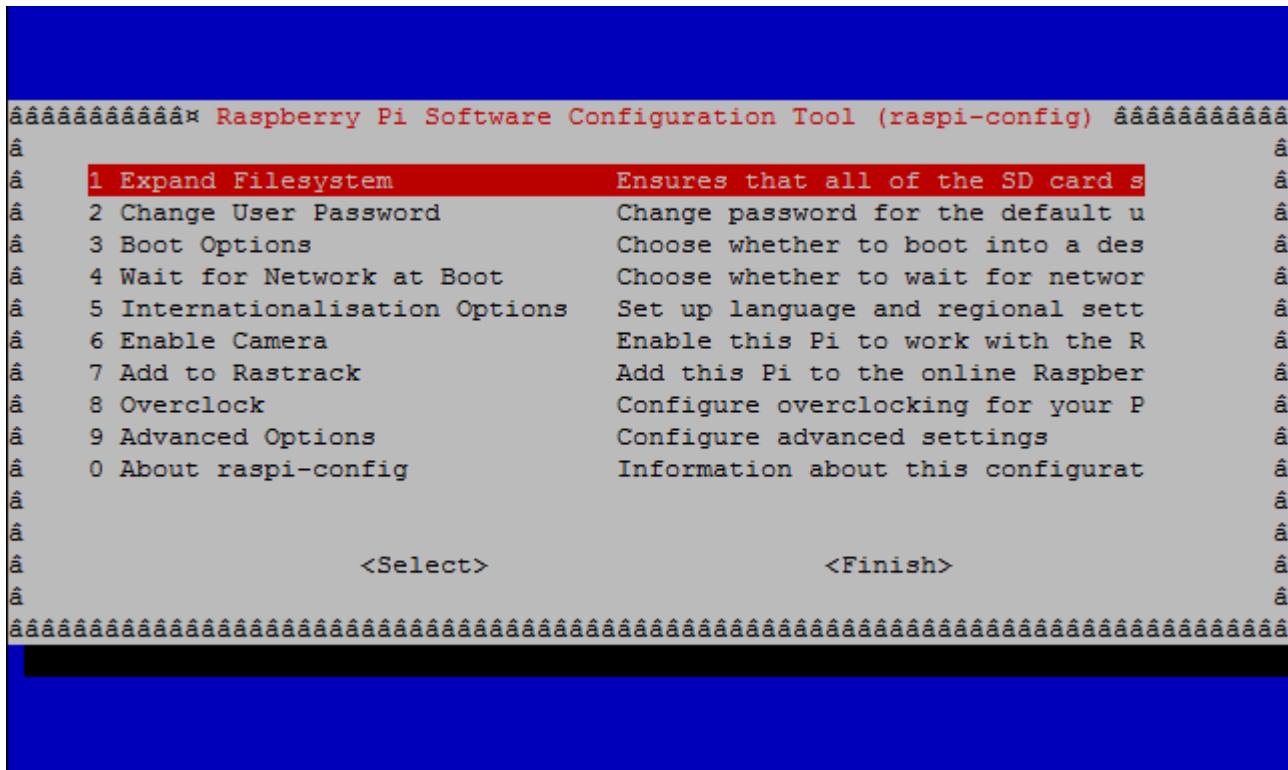 âââââââââââ¤ Raspberry Pi Software Configuration Tool (raspi-config) âââââââââââ
â â
â 1 Expand Filesystem Ensures that all of the SD card s â
â 2 Change User Password Change password for the default u â
â 3 Boot Options Choose whether to boot into a des â
â 4 Wait for Network at Boot Choose whether to wait for networ â
â 5 Internationalisation Options Set up language and regional sett â
â 6 Enable Camera Enable this Pi to work with the R â
â 7 Add to Rastrack Add this Pi to the online Raspber â
â 8 Overclock Configure overclocking for your P â
â 9 Advanced Options Configure advanced settings â
â 0 About raspi-config Information about this configurat â
â â
â â
â <Select> <Finish> â
â â
ââââââââââââââââââââââââââââââââââââââââââââââââââââââââââââââââââââââââââââââââ